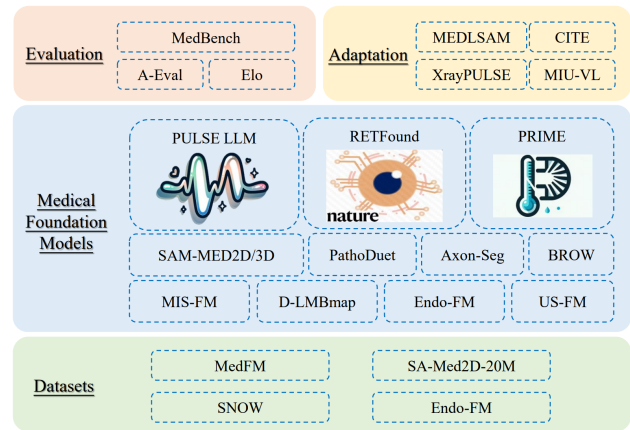 Evaluation
MedBench
A-Eval Elo
Adaptation
MEDLSAM CITE
XrayPULSE MIU-VL
Medical
Foundation
Models
PULSE LLM RETFound PRIME
nature
SAM-MED2D/3D PathoDuet Axon-Seg BROW
MIS-FM D-LMBmap Endo-FM US-FM
Datasets
MedFM SA-Med2D-20M
SNOW Endo-FM